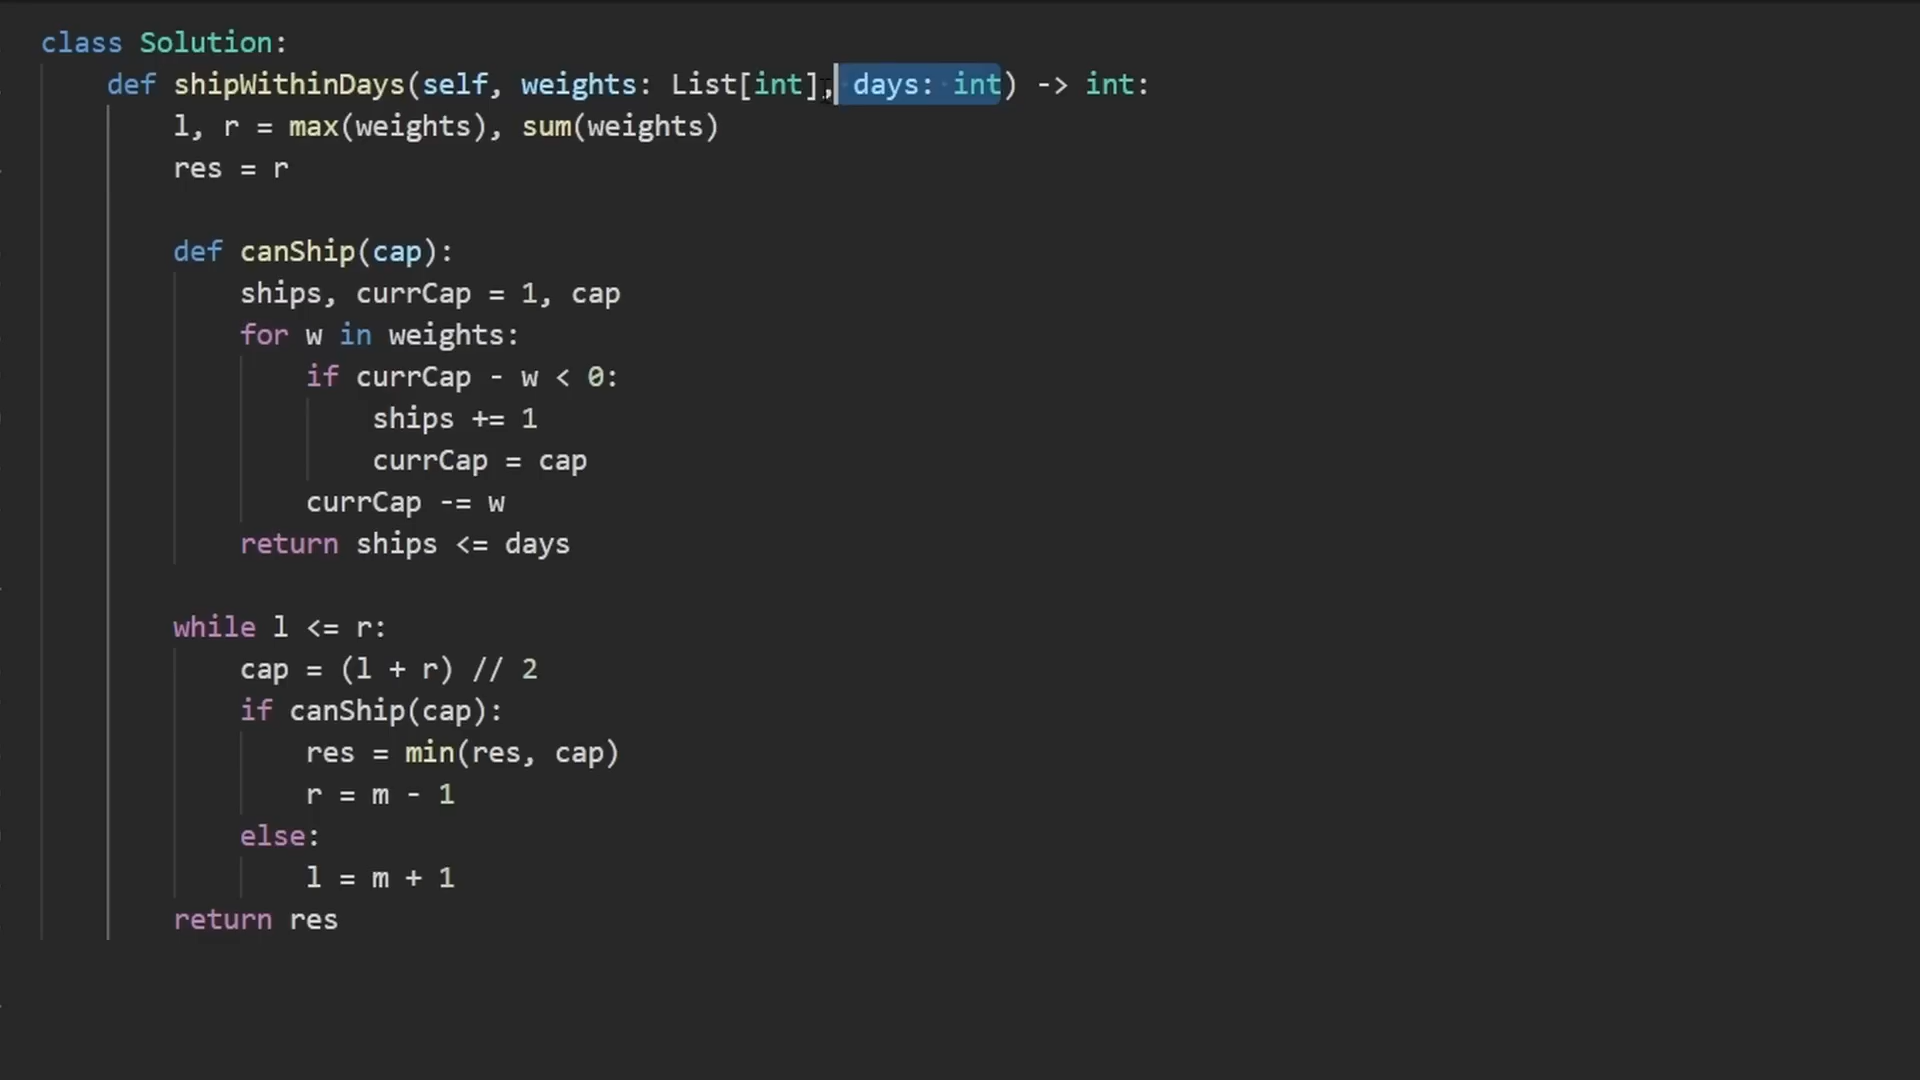 class Solution:
def shipWithinDays(self, weights: List[int], days: int) -> int:
l, r = max(weights), sum(weights)
res = r
def canShip(cap):
ships, currCap = 1, cap
for w in weights:
if currCap - w < 0:
ships += 1
currCap = cap
currCap -= w
return ships <= days
while l <= r:
cap = (l + r) // 2
if canShip(cap):
res = min(res, cap)
r = m - 1
else:
l = m + 1
return res